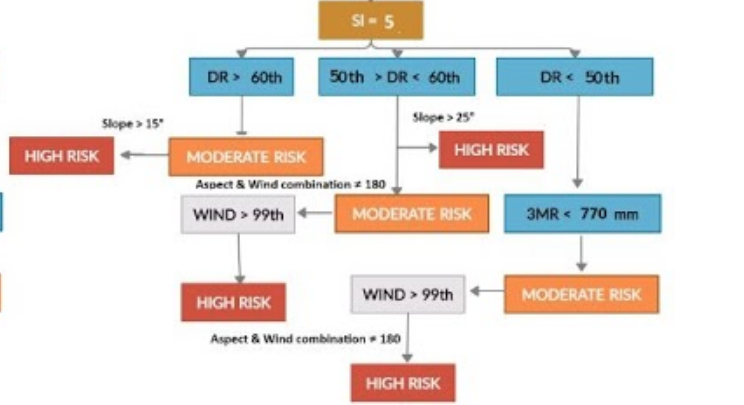 SI = 5
DR > 60th
50th > DR < 60th
DR < 50th
Slope > 15°
Slope > 25°
HIGH RISK
MODERATE RISK
HIGH RISK
Aspect & Wind combination ≠ 180
WIND > 99th
MODERATE RISK
3MR < 770 mm
HIGH RISK
WIND > 99th
MODERATE RISK
Aspect & Wind combination ≠ 180
HIGH RISK